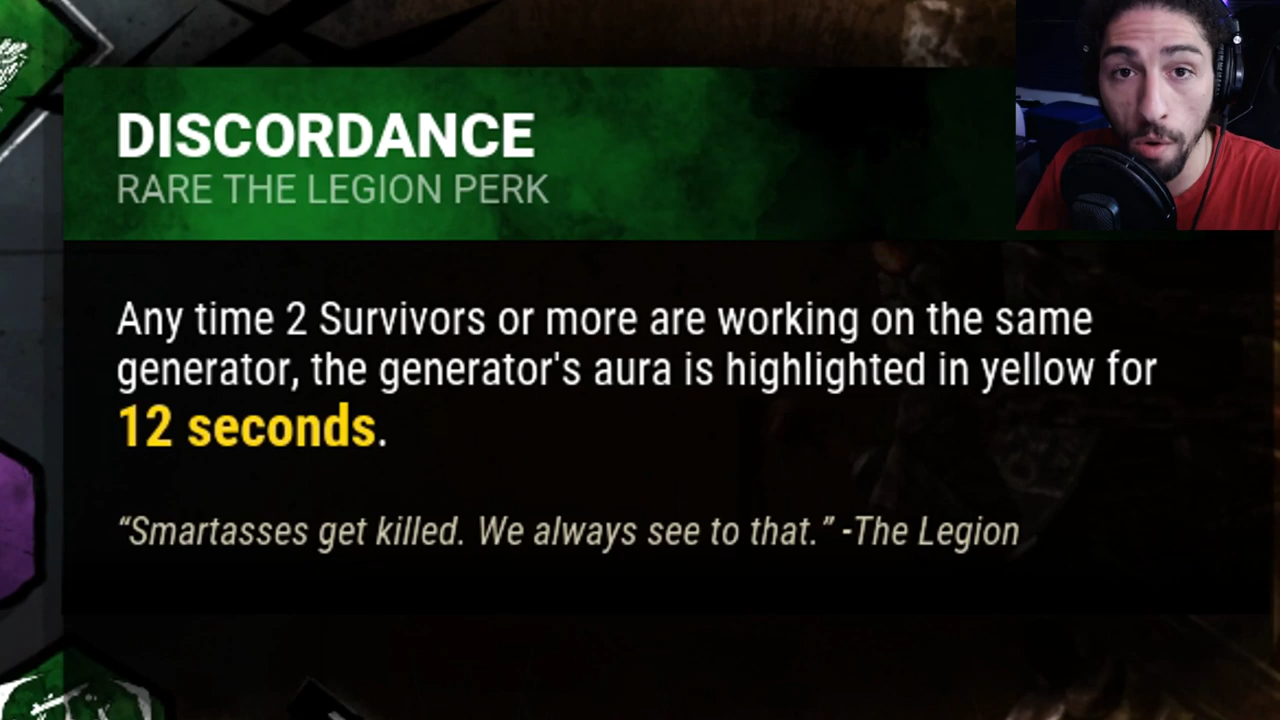 DISCORDANCE
RARE THE LEGION PERK
Any time 2 Survivors or more are working on the same
generator, the generator's aura is highlighted in yellow for
12 seconds.
“Smartasses get killed. We always see to that.” -The Legion